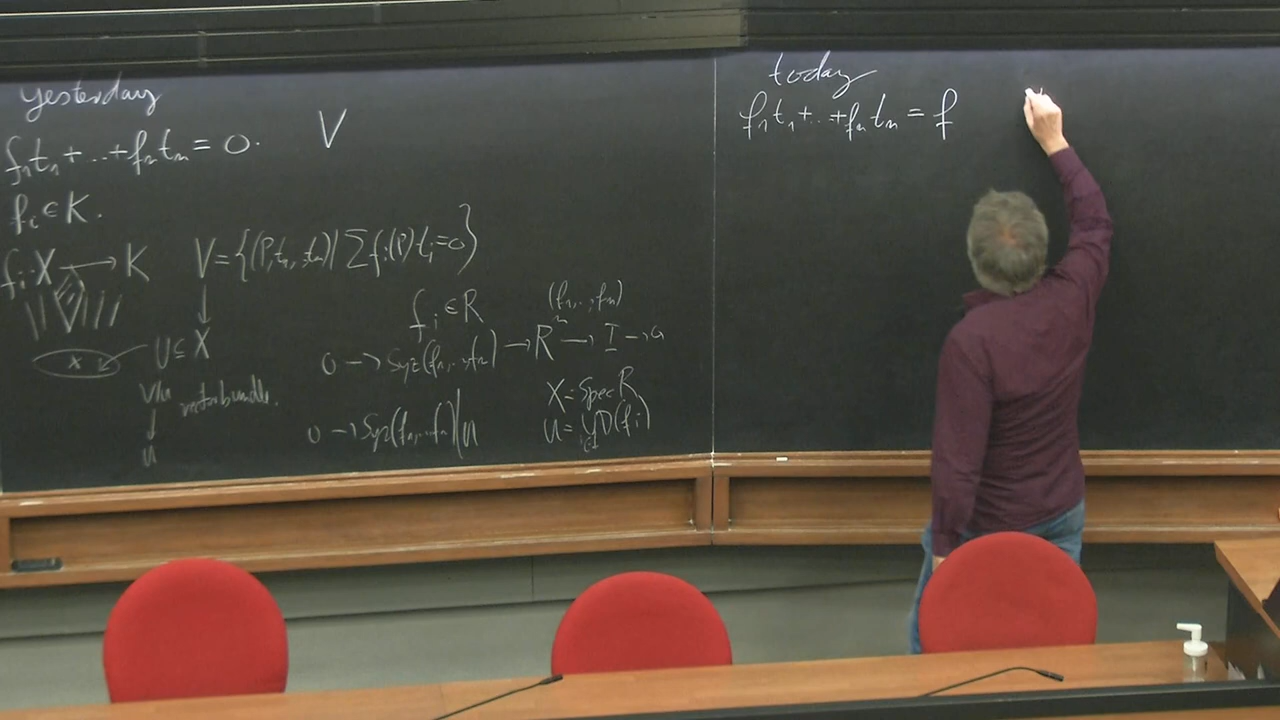 yesterday
f₁t₁+...+fₙtₙ = 0.
V
fᵢ ∈ K.
fᵢ: X → K
V = {(P, t₁, .., tₙ) | ∑ fᵢ(P) tᵢ = 0}
x
U ⊆ X
V|U vector bundle.
U
fᵢ ∈ R
(f₁, .., fₙ)
0 → Syz(f₁, .., fₙ) → Rⁿ → I → 0
X = Spec R
0 → Syz(f₁, .., fₙ)|U
U = ⋃ D(fᵢ)
today
f₁t₁+...+fₙtₙ = f